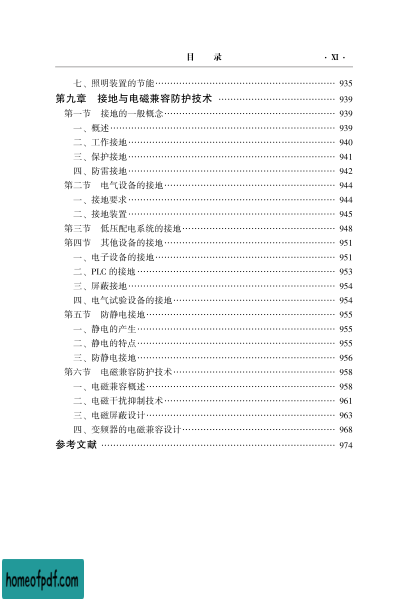 目 录 · XI ·
七、照明装置的节能 …… 935
第九章 接地与电磁兼容防护技术 …… 939
第一节 接地的一般概念 …… 939
一、概述 …… 939
二、工作接地 …… 940
三、保护接地 …… 941
四、防雷接地 …… 942
第二节 电气设备的接地 …… 944
一、接地要求 …… 944
二、接地装置 …… 945
第三节 低压配电系统的接地 …… 948
第四节 其他设备的接地 …… 951
一、电子设备的接地 …… 951
二、PLC 的接地 …… 953
三、屏蔽接地 …… 954
四、电气试验设备的接地 …… 954
第五节 防静电接地 …… 955
一、静电的产生 …… 955
二、静电的特点 …… 955
三、防静电接地 …… 956
第六节 电磁兼容防护技术 …… 958
一、电磁兼容概述 …… 958
二、电磁干扰抑制技术 …… 961
三、电磁屏蔽设计 …… 963
四、变频器的电磁兼容设计 …… 968
参考文献 …… 974
homeofpdf.com